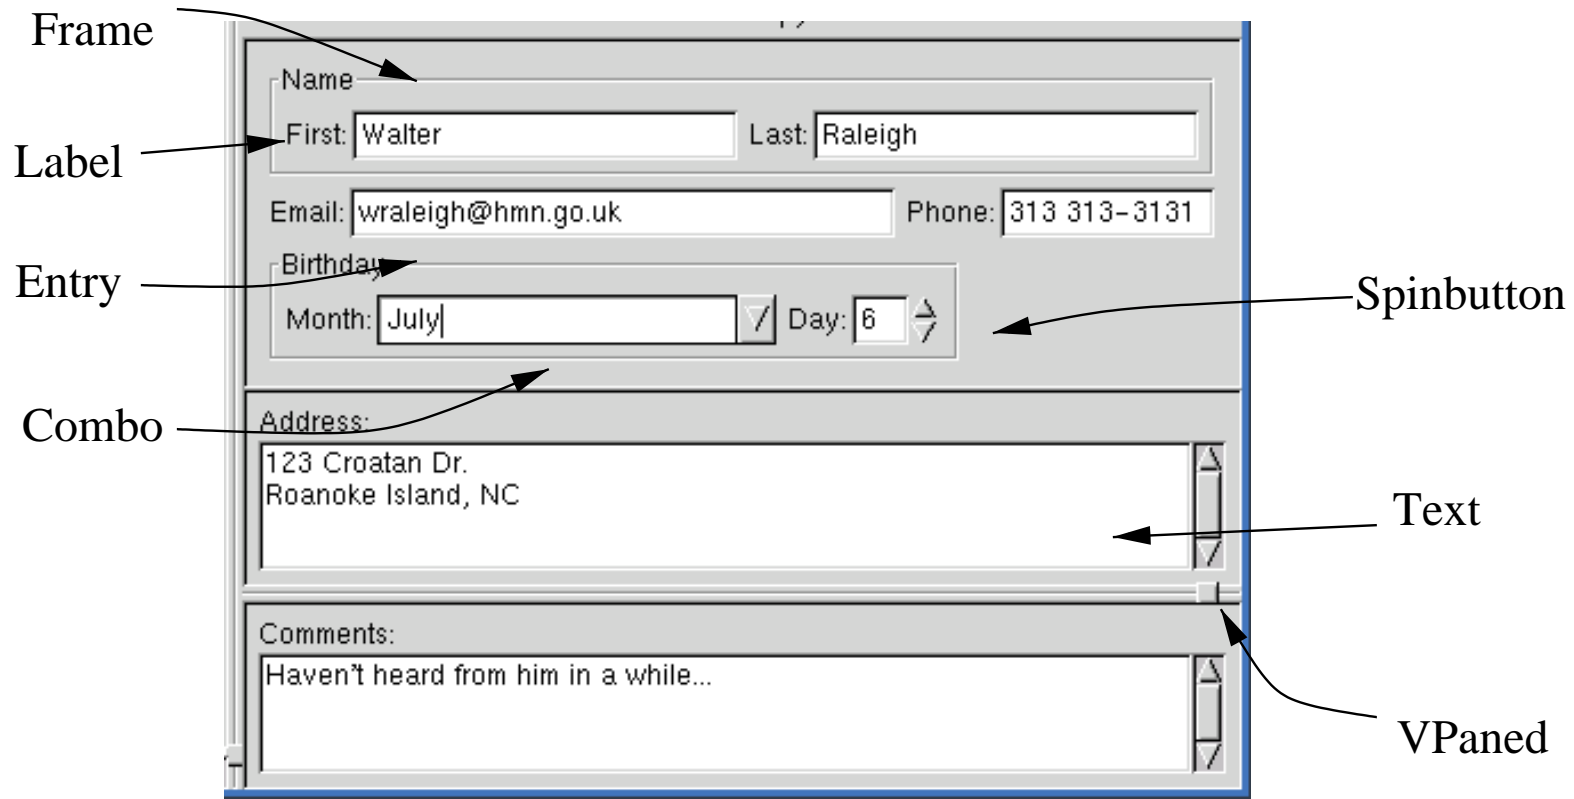 Frame
Name
First: Walter Last: Raleigh
Label
Email: wraleigh@hmn.go.uk Phone: 313 313-3131
Birthday
Entry
Spinbutton
Month: July Day: 6
Combo
Address:
123 Croatan Dr.
Roanoke Island, NC
Text
Comments:
Haven't heard from him in a while...
VPaned